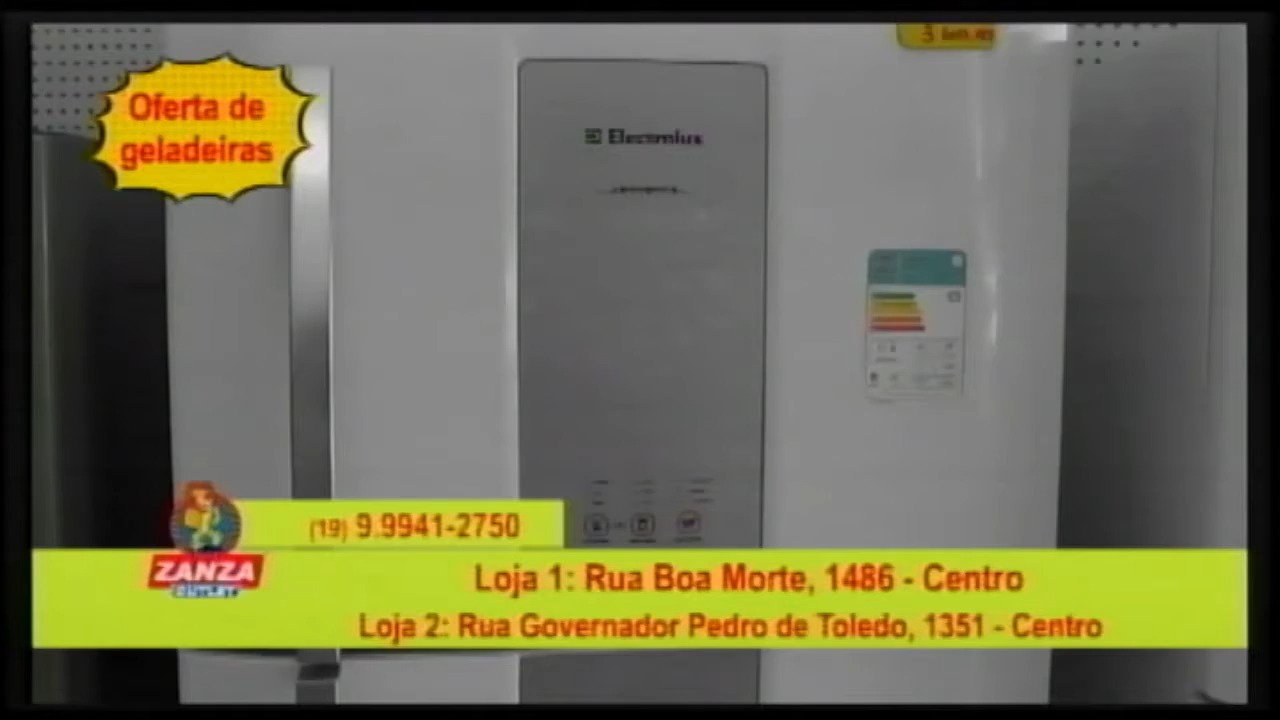 Oferta de
geladeiras
Electrolux
(19) 9.9941-2750
ZANZA
Loja 1: Rua Boa Morte, 1486 - Centro
Loja 2: Rua Governador Pedro de Toledo, 1351 - Centro